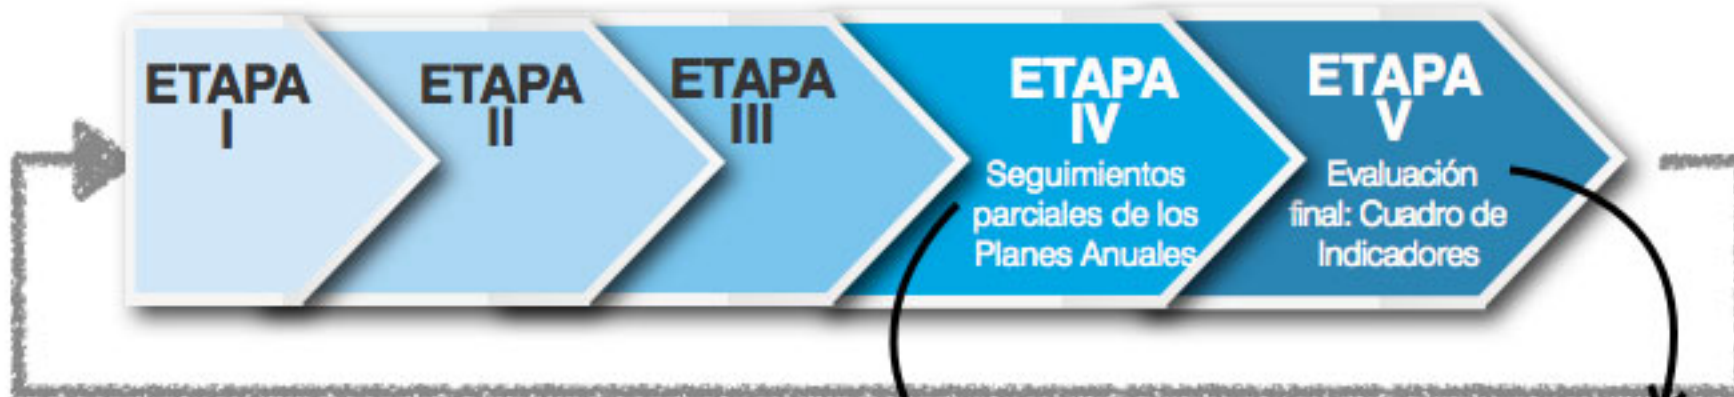 ETAPA
I
ETAPA
II
ETAPA
III
ETAPA
IV
Seguimientos
parciales de los
Planes Anuales
ETAPA
V
Evaluación
final: Cuadro de
Indicadores